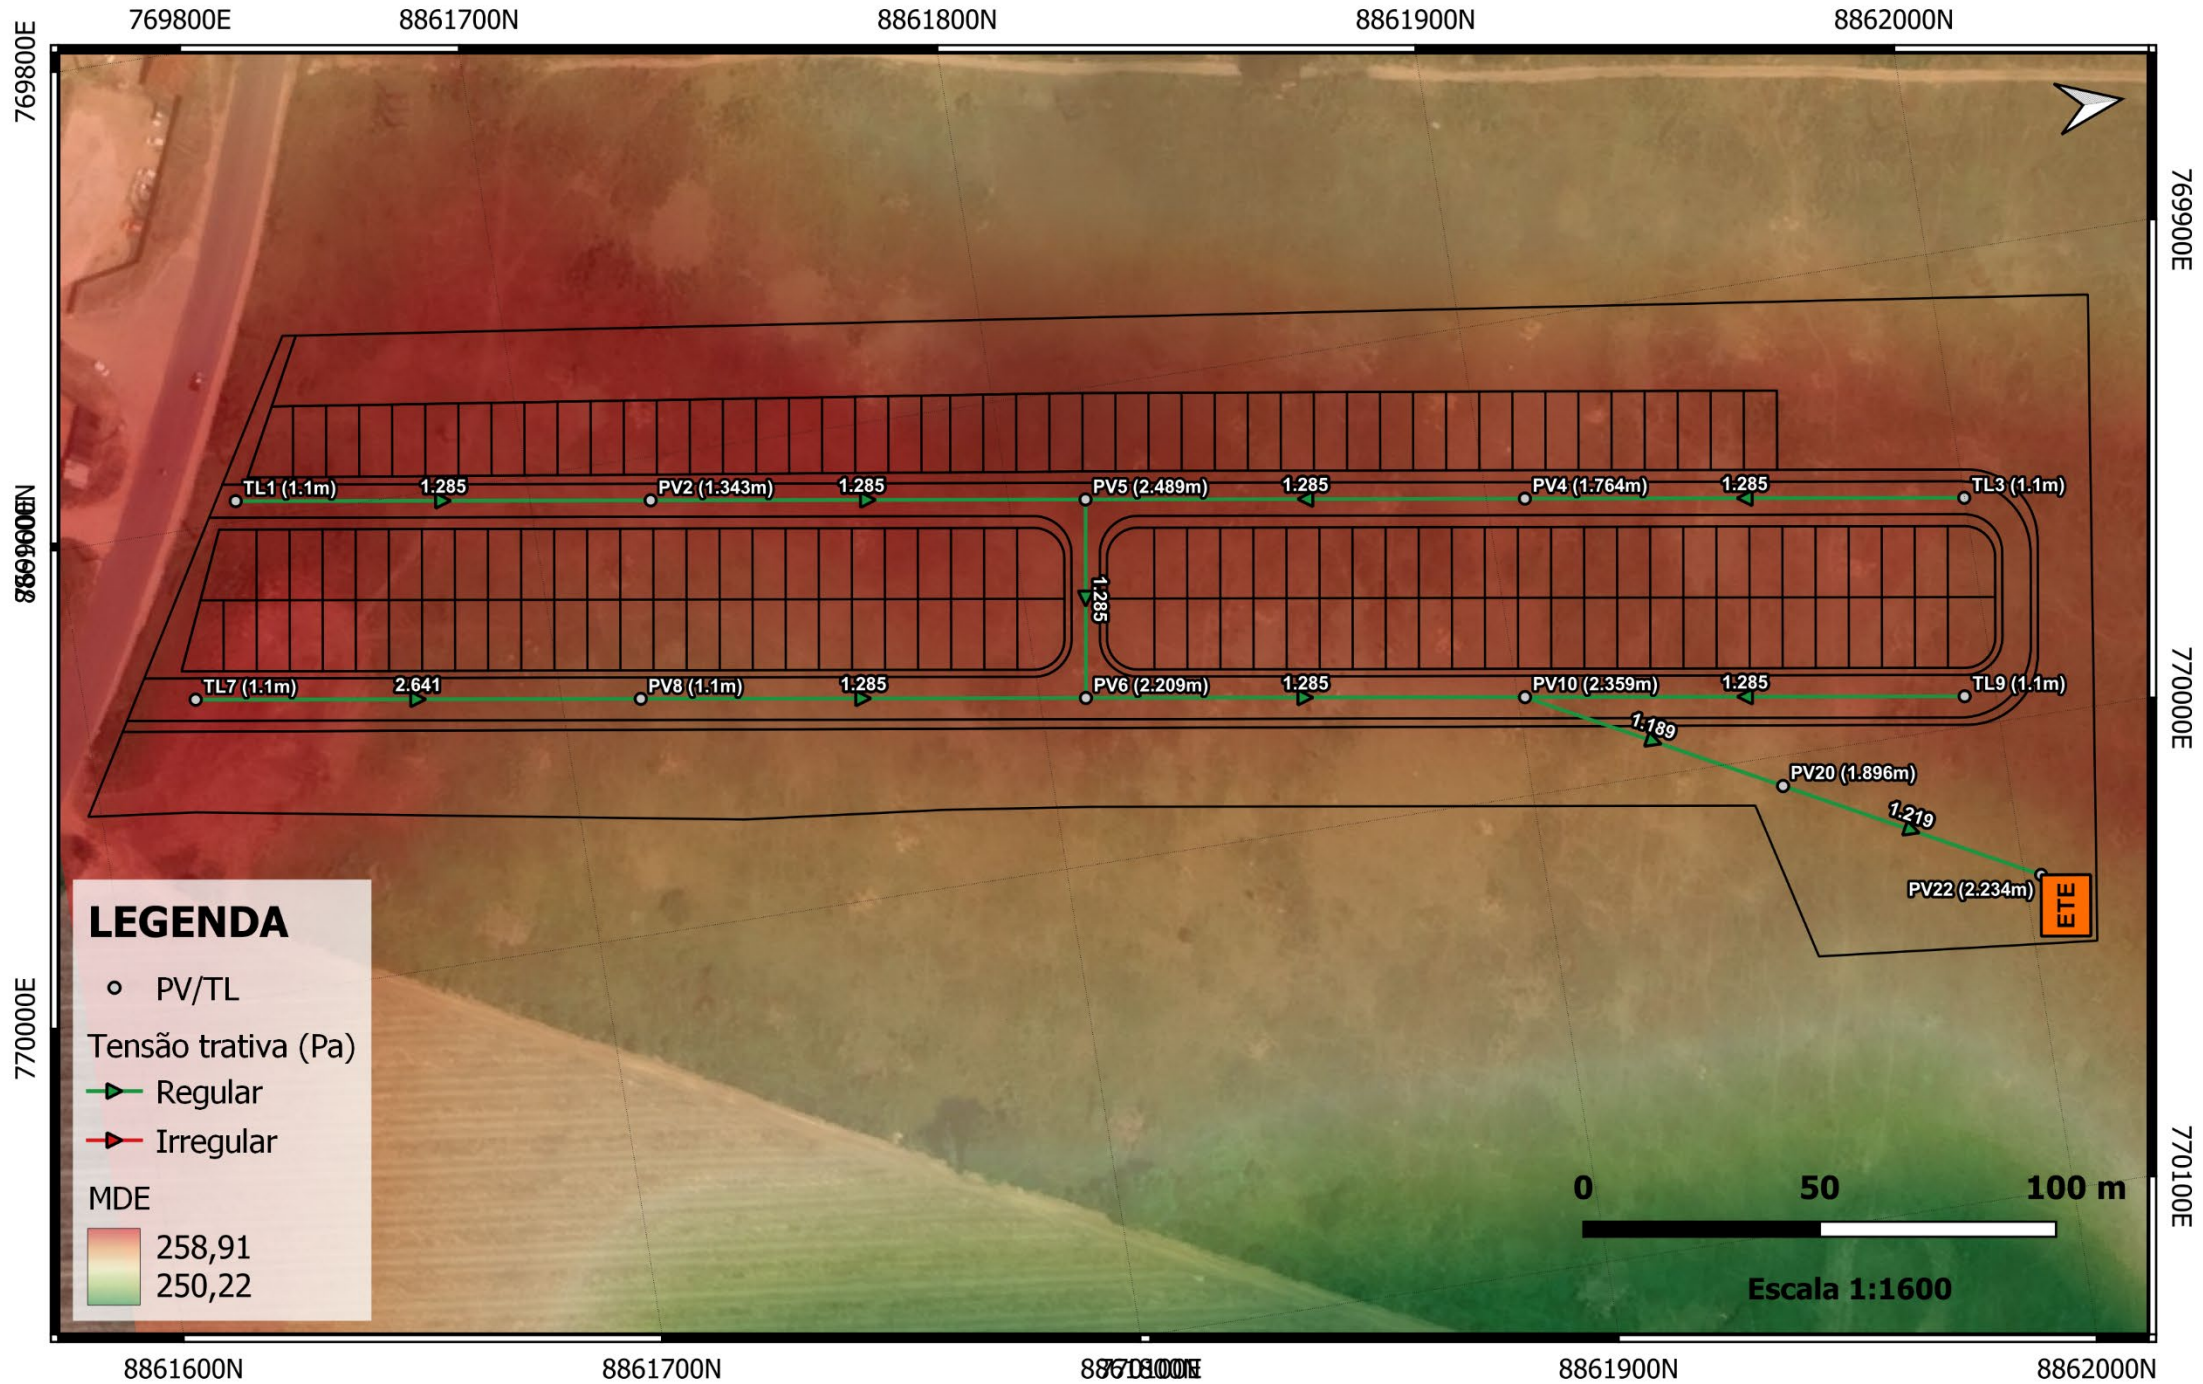 769800E 8861700N 8861800N 8861900N 8862000N
769800E
769900E
TL1 (1.1m) 1.285 PV2 (1.343m) 1.285 PV5 (2.489m) 1.285 PV4 (1.764m) 1.285 TL3 (1.1m)
1.285
TL7 (1.1m) 2.641 PV8 (1.1m) 1.285 PV6 (2.209m) 1.285 PV10 (2.359m) 1.285 TL9 (1.1m)
770000E
1.189
PV20 (1.896m)
1.219
PV22 (2.234m)
ETE
LEGENDA
PV/TL
Tensão trativa (Pa)
Regular
Irregular
MDE
258,91
250,22
770000E
770100E
0 50 100 m
Escala 1:1600
8861600N 8861700N 8861900N 8862000N